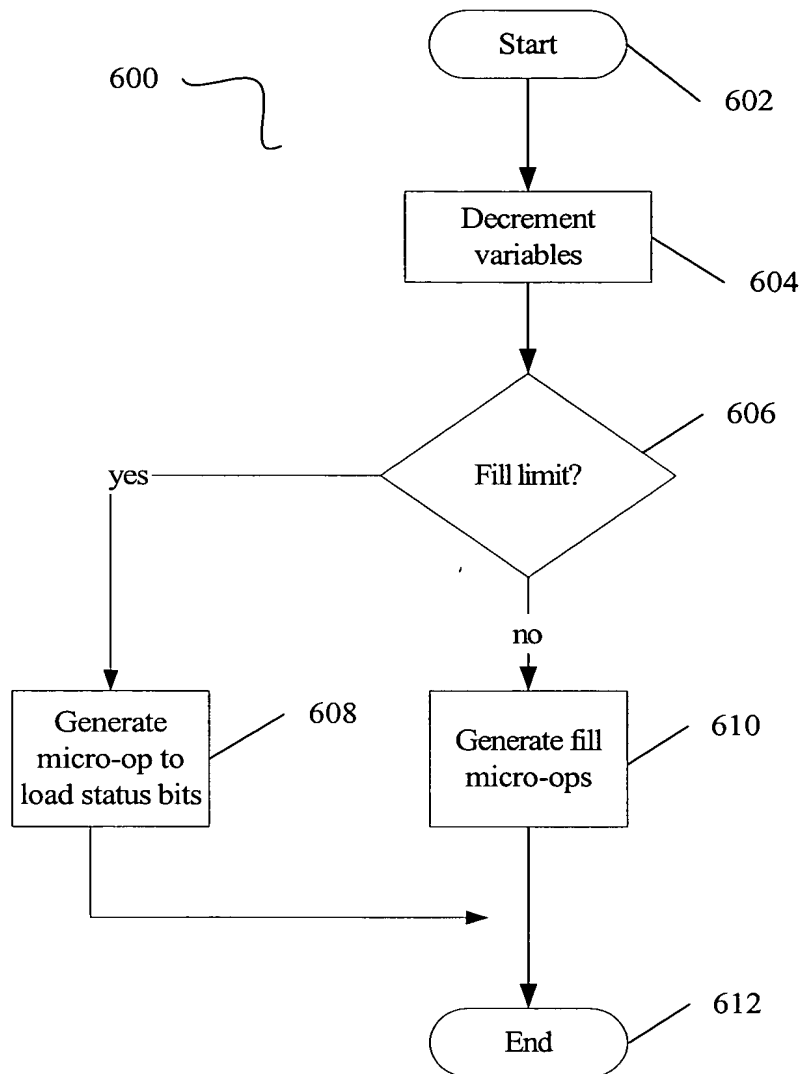 Start
600
602
Decrement
variables
604
606
Fill limit?
yes
no
Generate
micro-op to
load status bits
608
Generate fill
micro-ops
610
612
End